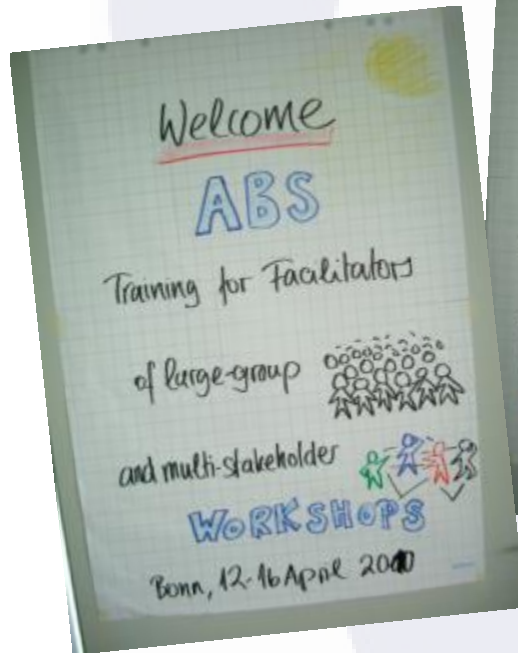 Welcome
ABS
Training for Facilitators
of large-group
and multi-stakeholder
WORKSHOPS
Bonn, 12-16 April 2010